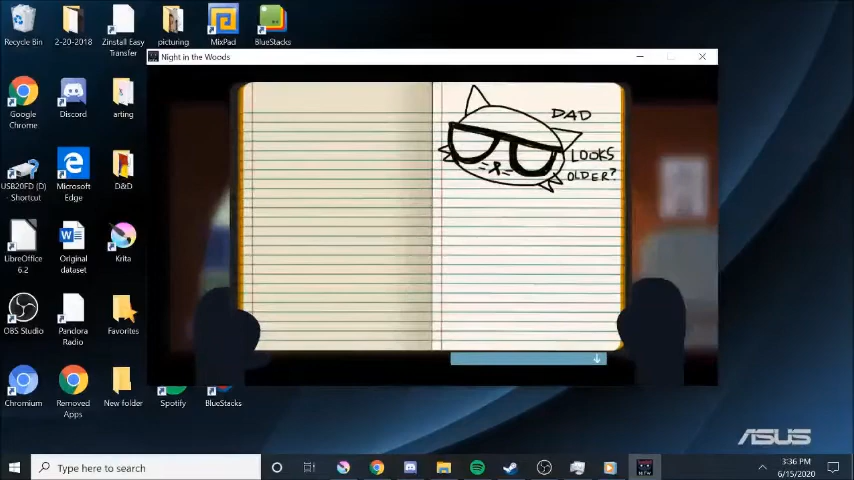 Recycle Bin
2-20-2018
Zinstall Easy
Transfer
picturing
MixPad
BlueStacks
Night in the Woods
Google
Chrome
Discord
arting
USB20FD (D)
- Shortcut
Microsoft
Edge
D&D
LibreOffice
6.2
Original
dataset
Krita
OBS Studio
Pandora
Radio
Favorites
Chromium
Removed
Apps
New folder
Spotify
BlueStacks
DAD
LOOKS
OLDER?
ASUS
Type here to search
3:36 PM
6/15/2020